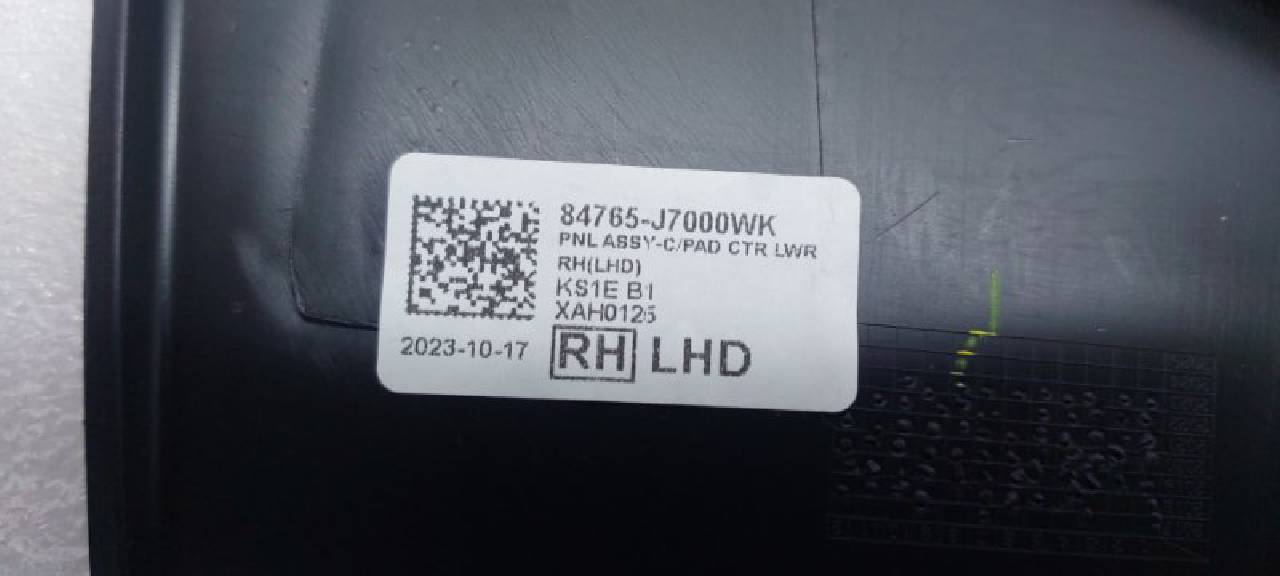 84765-J7000WK
PNL ASSY-C/PAD CTR LWR
RH(LHD)
KS1E B1
XAH0125
2023-10-17
RH LHD